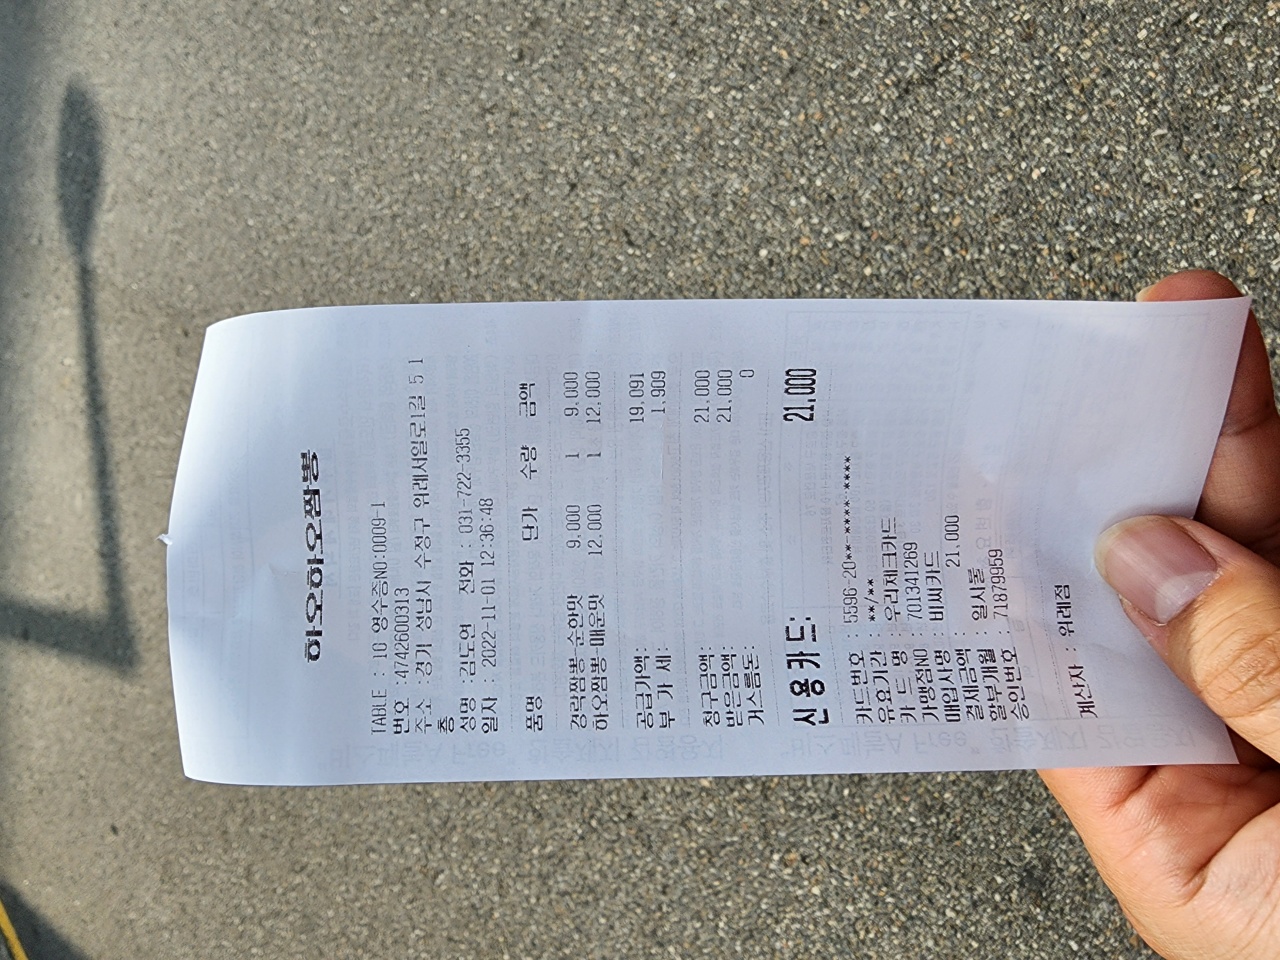 하오하오짬뽕
TABLE : 10 영수증NO:0009-1
번호 :4742600313
주소 :경기 성남시 수정구 위례서일로1길 5 1
층
성명 :김도연 전화 : 031-722-3355
일자 : 2022-11-01 12:36:48
품명 단가 수량 금액
경락짬뽕 순한맛 9,000 1 9,000
하오짬뽕 매운맛 12,000 1 12,000
공급가액: 19,091
부 가 세: 1,909
청구금액: 21,000
받은금액: 21,000
거스름돈: 0
신용카드: 21,000
카드번호 : 5596-20**-****-****
유효기간 : **/**
카 드 명 : 우리체크카드
가맹점NO : 701341269
매입사명 : 비씨카드
결제금액 : 21,000
할부개월 : 일시불
승인번호 : 71879959
계산자 : 위례점